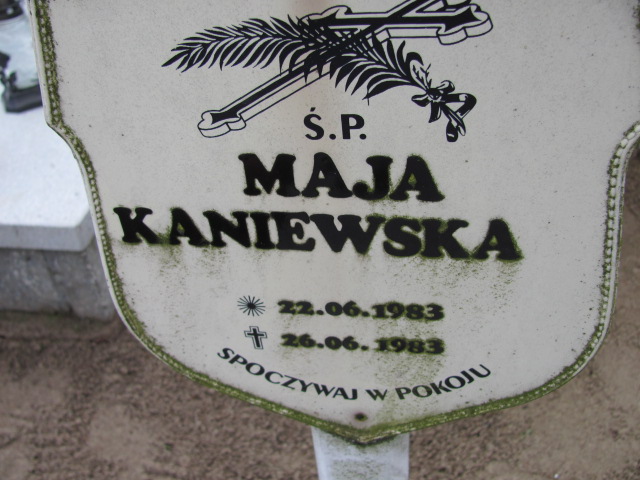 Ś.P.
MAJA
KANIEWSKA
22.06.1983
26.06.1983
SPOCZYWAJ W POKOJU